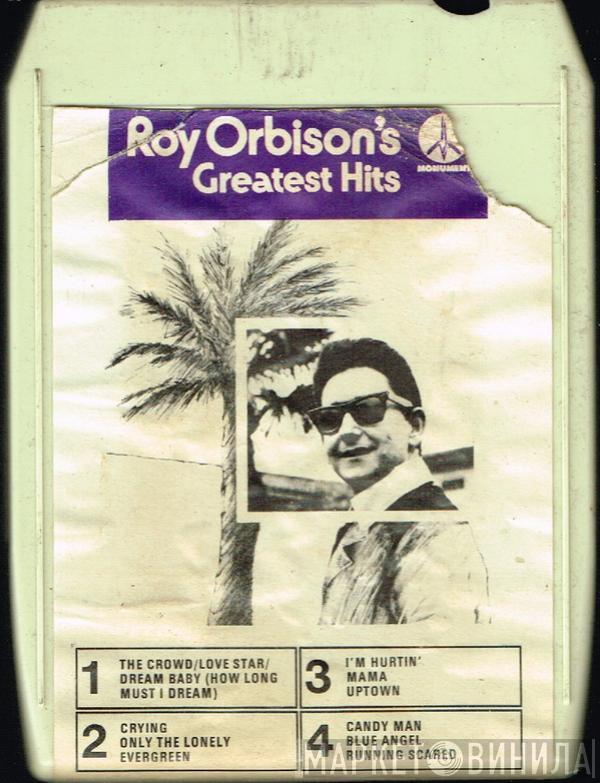 Roy Orbison's
Greatest Hits
MONUMENT
1
THE CROWD/LOVE STAR/
DREAM BABY (HOW LONG
MUST I DREAM)
2
CRYING
ONLY THE LONELY
EVERGREEN
3
I'M HURTIN'
MAMA
UPTOWN
4
CANDY MAN
BLUE ANGEL
RUNNING SCARED
МАРКЕТ ВИНИЛА